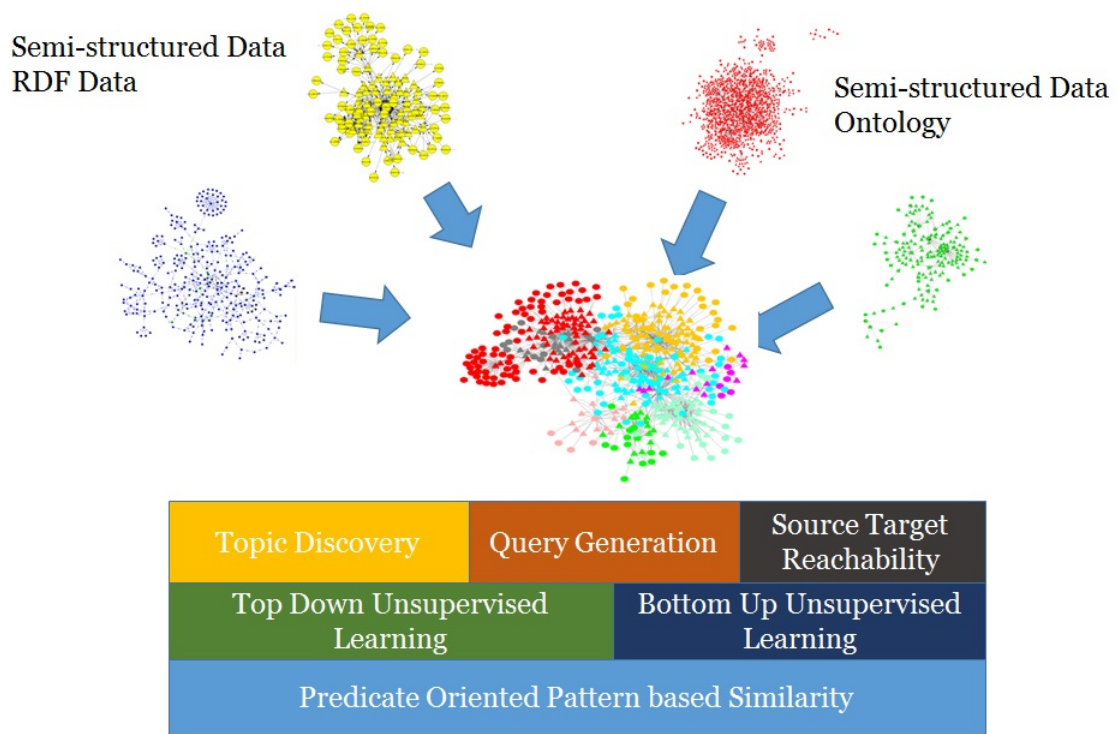 Semi-structured Data
RDF Data
Semi-structured Data
Ontology
Topic Discovery
Query Generation
Source Target
Reachability
Top Down Unsupervised
Learning
Bottom Up Unsupervised
Learning
Predicate Oriented Pattern based Similarity